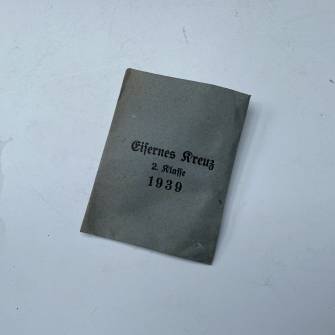 Eisernes Kreuz
2. Klasse
1939